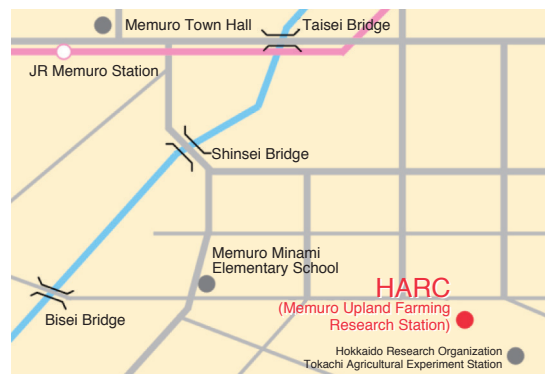 Memuro Town Hall
Taisei Bridge
JR Memuro Station
Shinsei Bridge
Memuro Minami
Elementary School
HARC
(Memuro Upland Farming
Research Station)
Bisei Bridge
Hokkaido Research Organization
Tokachi Agricultural Experiment Station